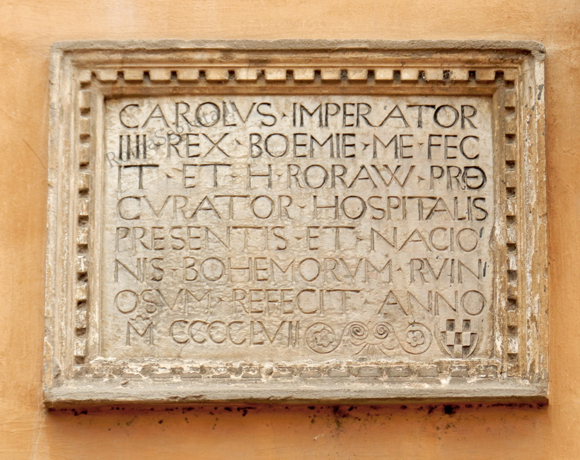 CAROLVS · IMPERATOR
IIII · REX · BOEMIE · ME · FEC
IT · ET · H · RORAW · PRO
CVRATOR · HOSPITALIS
PRESENTIS · ET · NACIO
NIS · BOHEMORVM · RVIN
OSVM · REFECIT · ANNO
M CCCCLVII